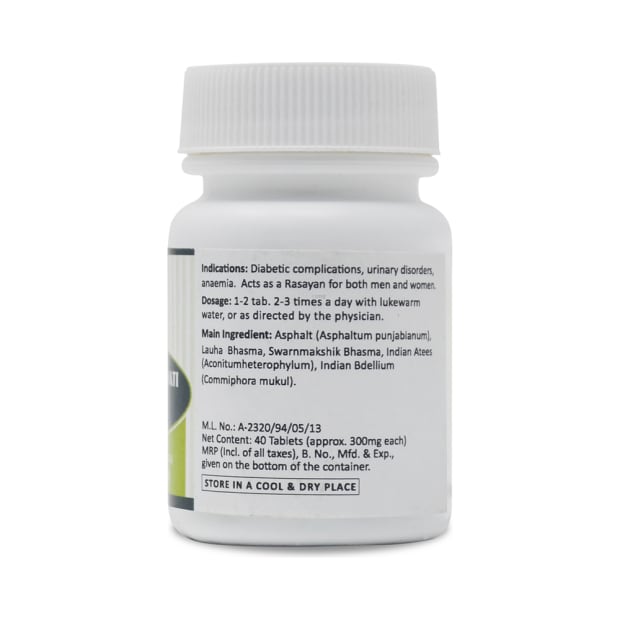 Indications: Diabetic complications, urinary disorders,
anaemia. Acts as a Rasayan for both men and women.
Dosage: 1-2 tab. 2-3 times a day with lukewarm
water, or as directed by the physician.
Main Ingredient: Asphalt (Asphaltum punjabianum),
Lauha Bhasma, Swarnmakshik Bhasma, Indian Atees
(Aconitumheterophylum), Indian Bdellium
(Commiphora mukul).
M.L. No.: A-2320/94/05/13
Net Content: 40 Tablets (approx. 300mg each)
MRP (Incl. of all taxes), B. No., Mfd. & Exp.,
given on the bottom of the container.
STORE IN A COOL & DRY PLACE